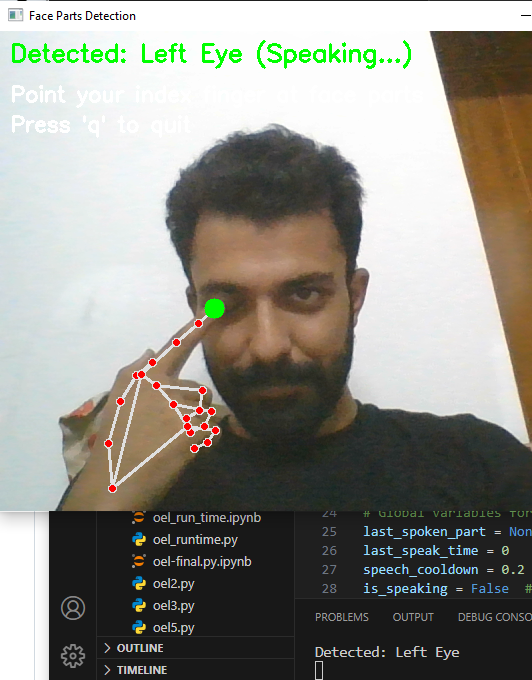 Face Parts Detection
Detected: Left Eye (Speaking...)
Point your index finger at face parts
Press 'q' to quit
oel_run_time.ipynb
oel_runtime.py
oel-final.py.ipynb
oel2.py
oel3.py
oel5.py
OUTLINE
TIMELINE
24 # Global variables for
25 last_spoken_part = Non
26 last_speak_time = 0
27 speech_cooldown = 0.2
28 is_speaking = False #
PROBLEMS OUTPUT DEBUG CONSO
Detected: Left Eye